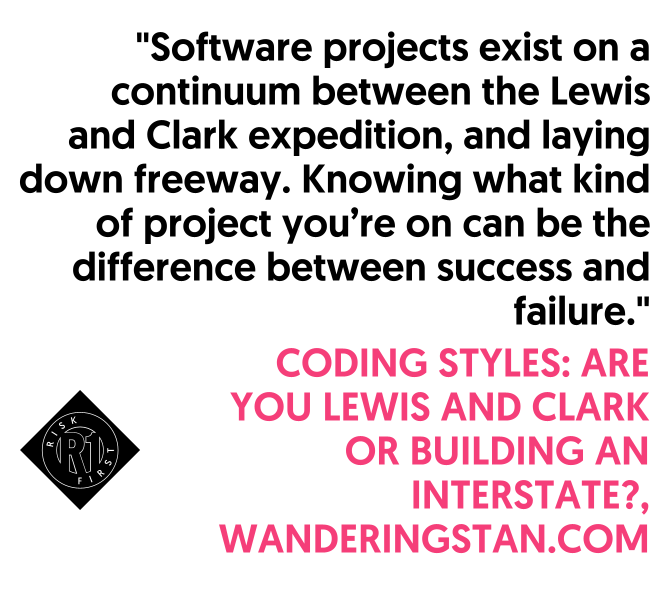 "Software projects exist on a
continuum between the Lewis
and Clark expedition, and laying
down freeway. Knowing what kind
of project you’re on can be the
difference between success and
failure."
CODING STYLES: ARE
YOU LEWIS AND CLARK
OR BUILDING AN
INTERSTATE?,
WANDERINGSTAN.COM
RISK
R1
FIRST